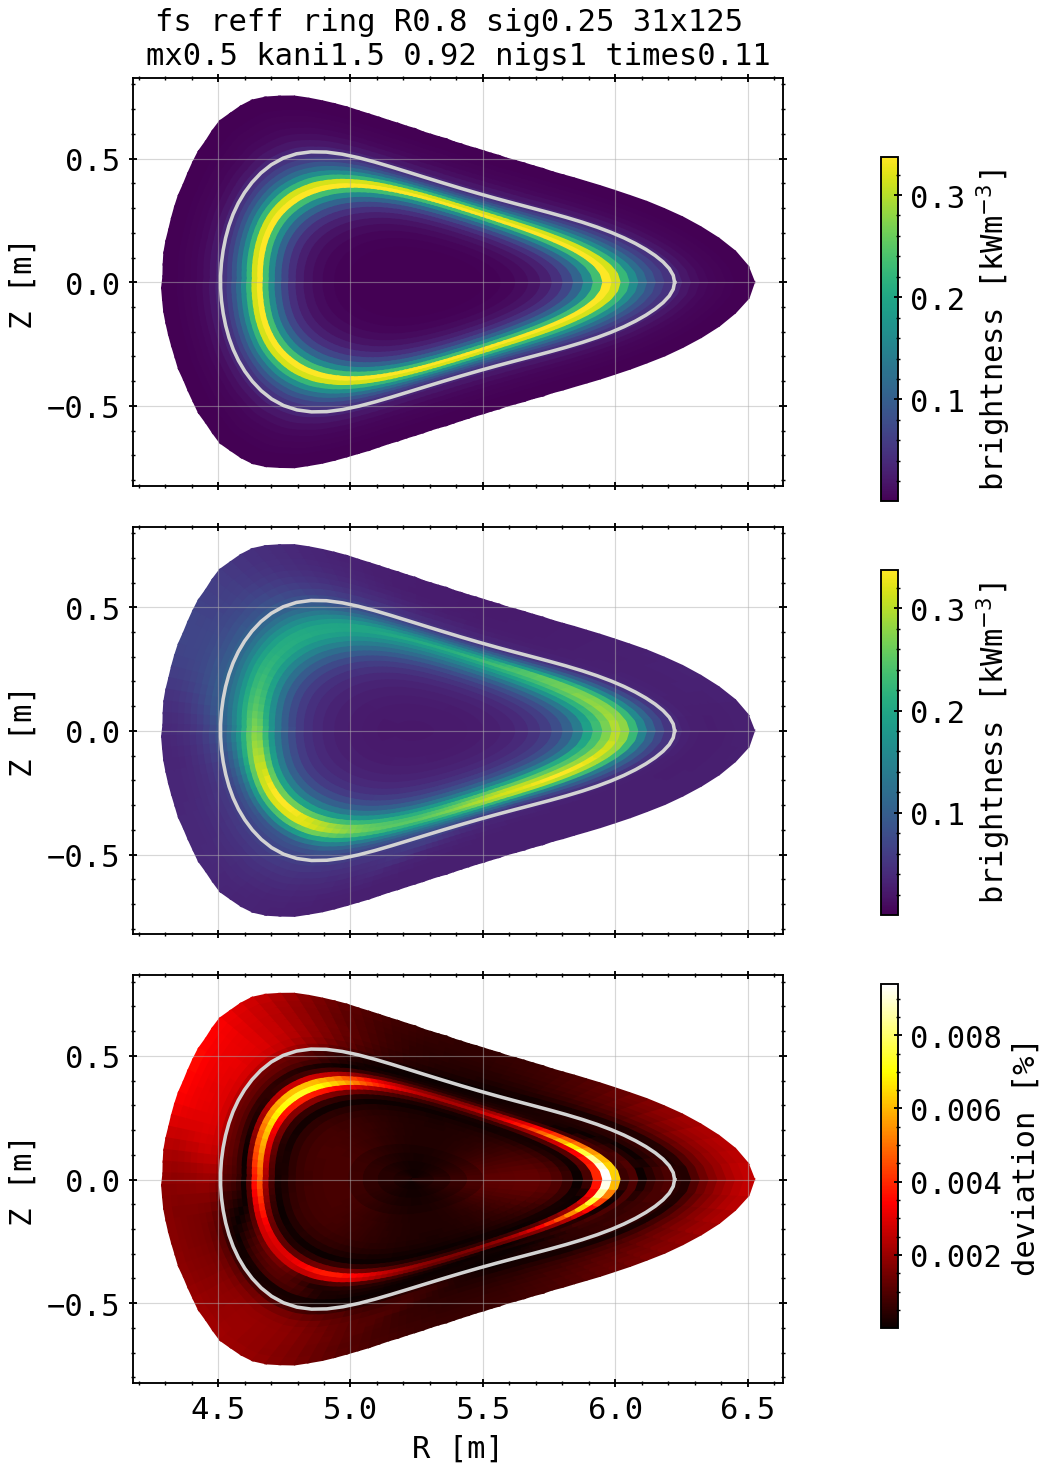 fs reff ring R0.8 sig0.25 31x125
mx0.5 kani1.5 0.92 nigs1 times0.11
0.5
0.0
−0.5
Z [m]
0.3
0.2
0.1
brightness [kWm⁻³]
0.5
0.0
−0.5
Z [m]
0.3
0.2
0.1
brightness [kWm⁻³]
0.5
0.0
−0.5
Z [m]
0.008
0.006
0.004
0.002
deviation [%]
4.5 5.0 5.5 6.0 6.5
R [m]